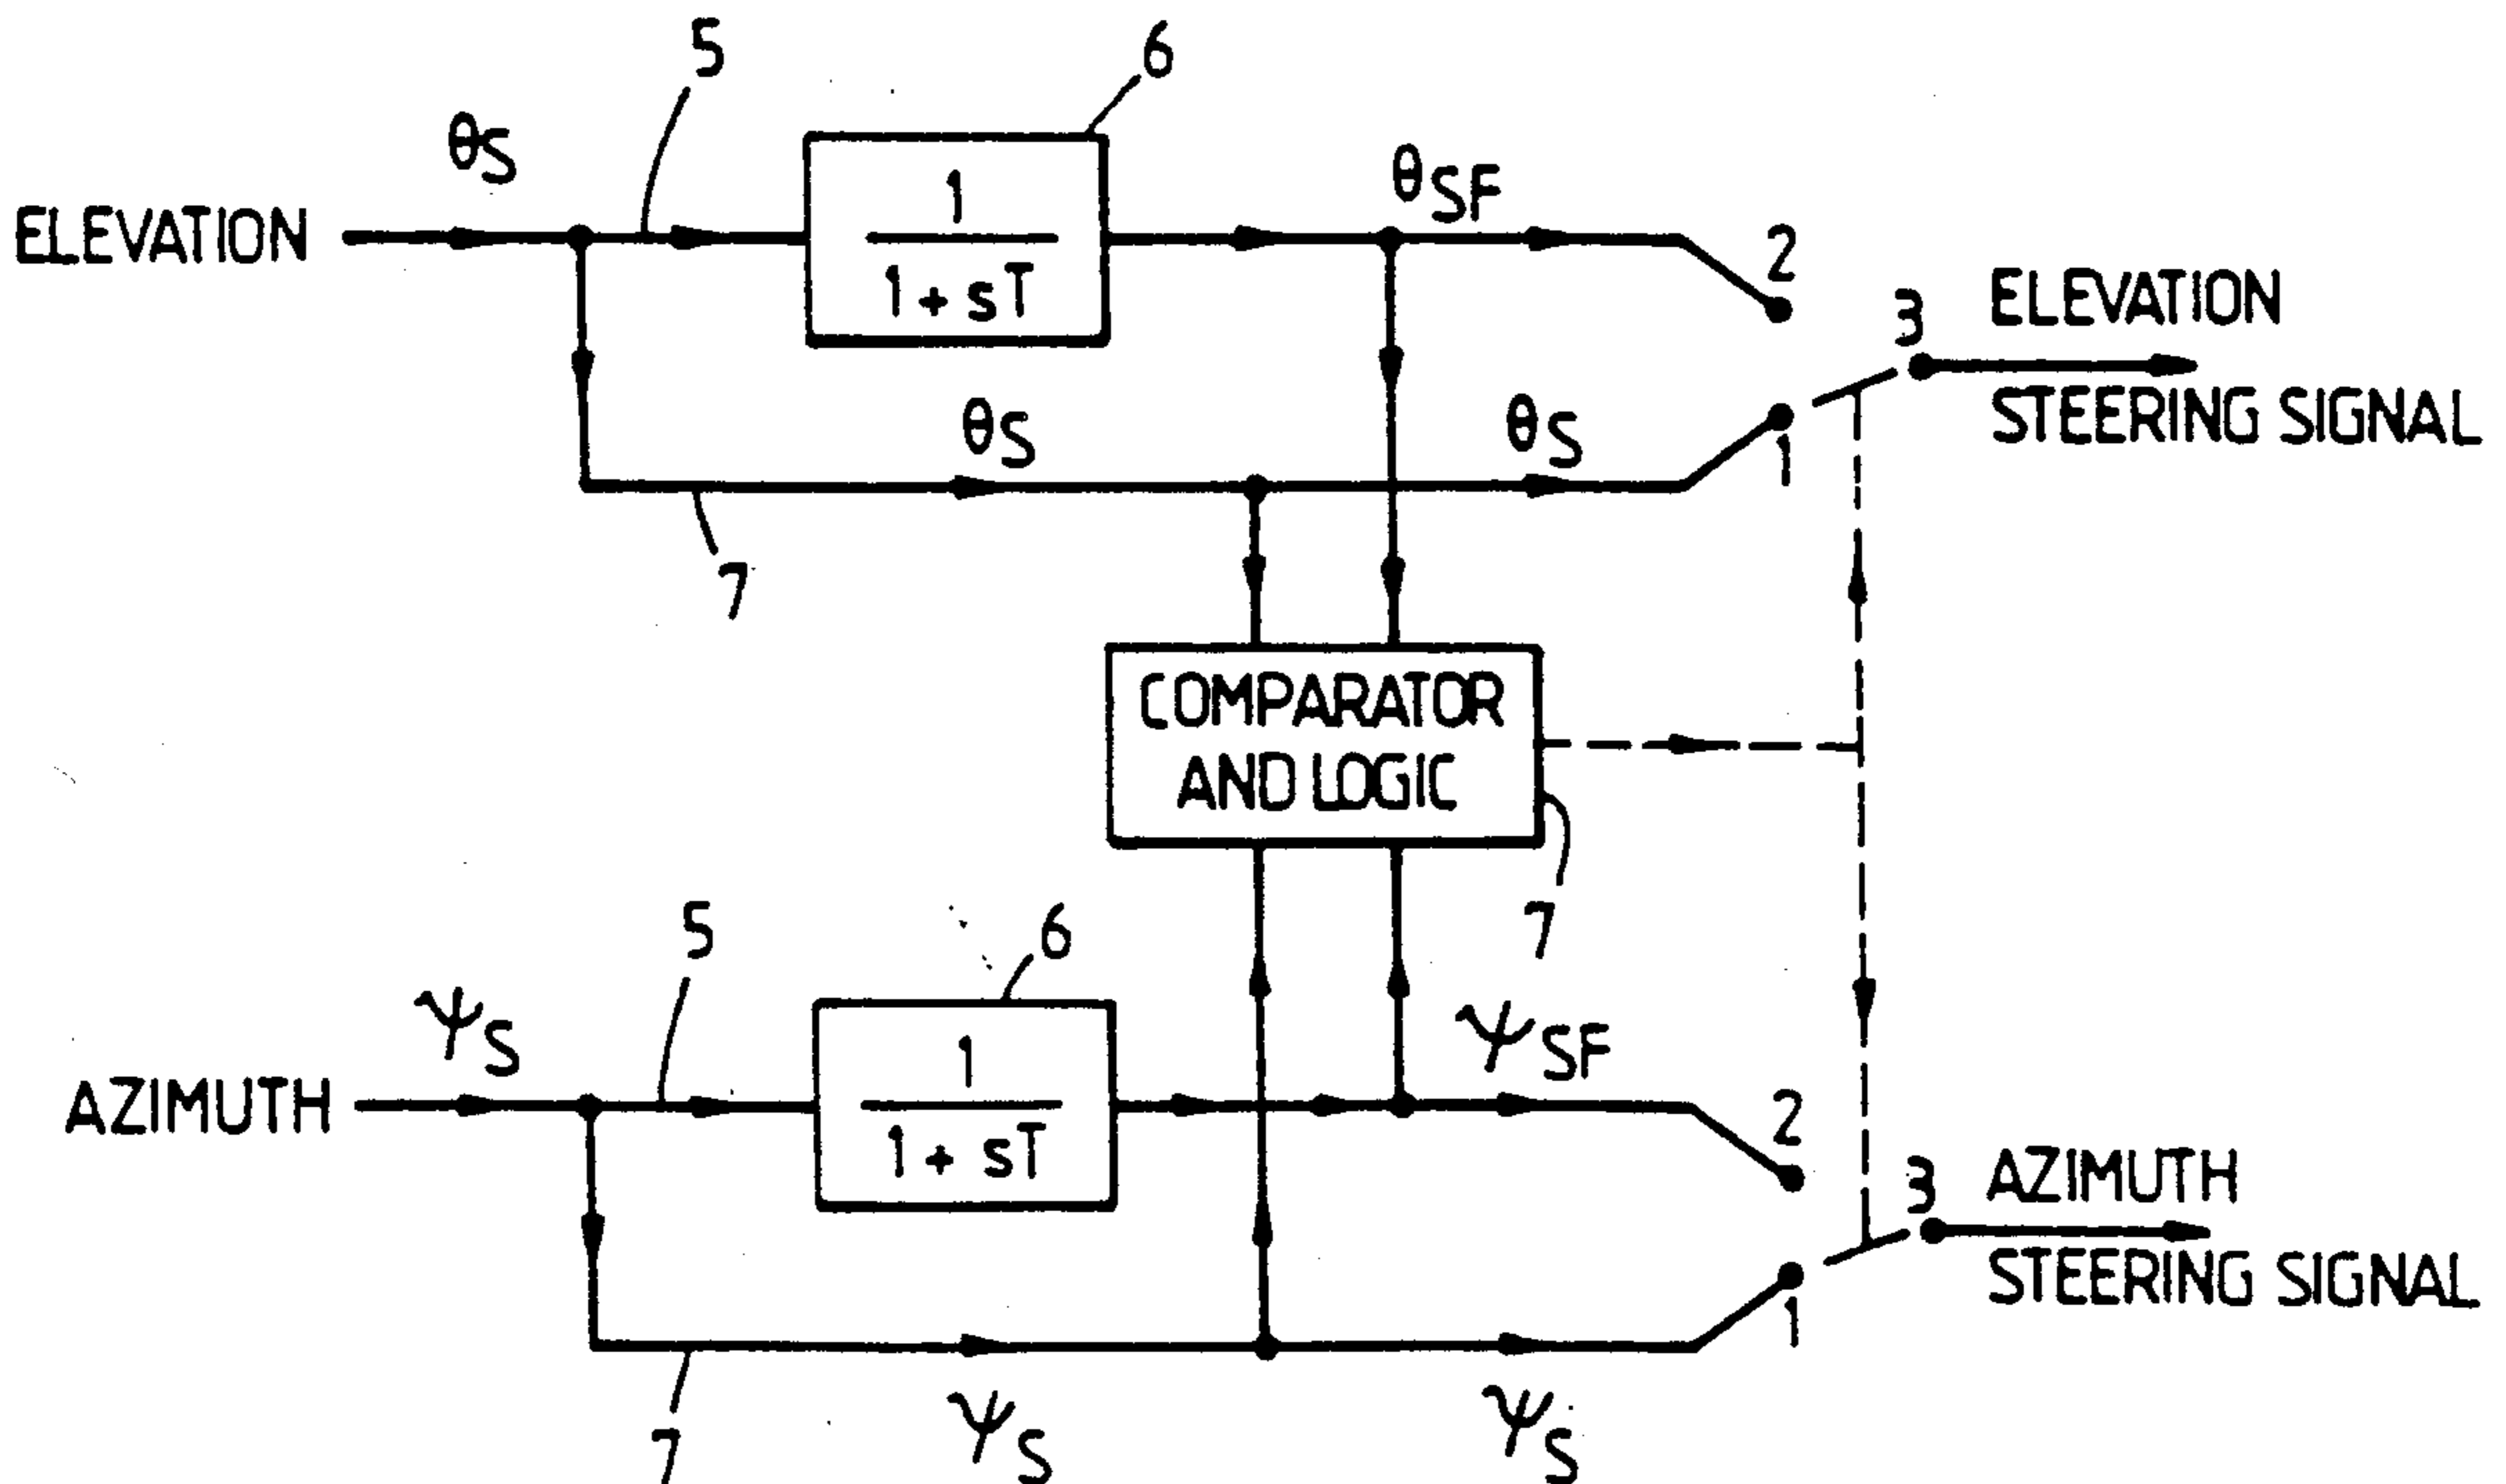 5
6
θS
θSF
ELEVATION
1
1 + sT
2
3
ELEVATION
STEERING SIGNAL
θS
θS
1
7
COMPARATOR
AND LOGIC
7
5
6
ψS
ψSF
AZIMUTH
1
1 + sT
2
3
AZIMUTH
STEERING SIGNAL
1
7
ψS
ψS